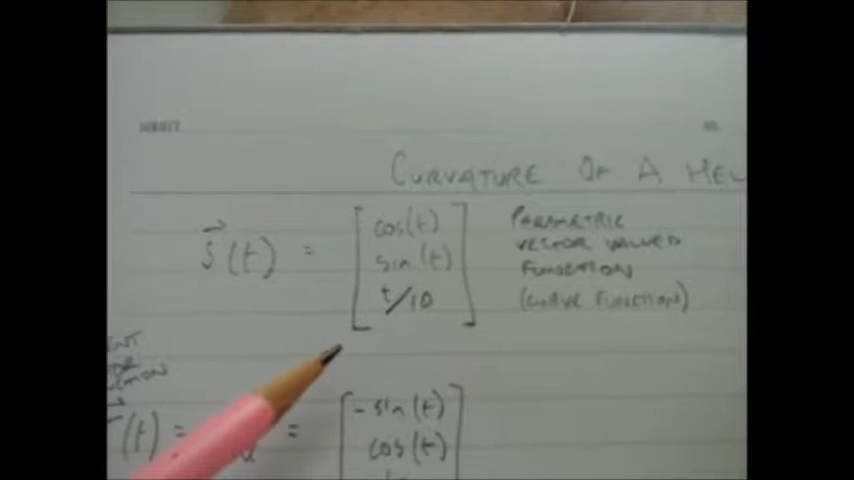 CURVATURE OF A HEL
s(t) = [cos(t)
sin(t)
t/10]
PARAMETRIC
VECTOR VALUED
FUNCTION
(CURVE FUNCTION)
(t) = = [-sin(t)
cos(t)